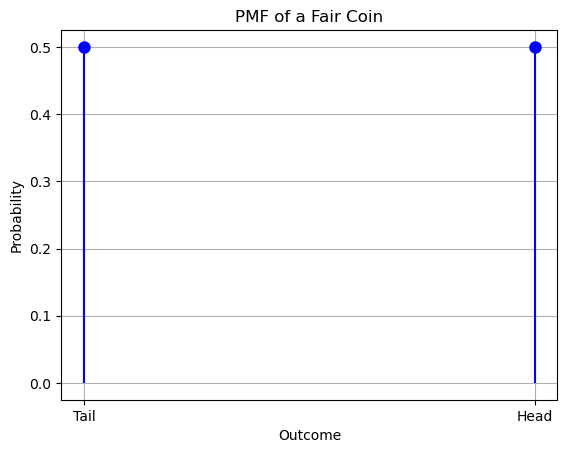 PMF of a Fair Coin
0.5
0.4
0.3
0.2
0.1
0.0
Probability
Tail
Head
Outcome